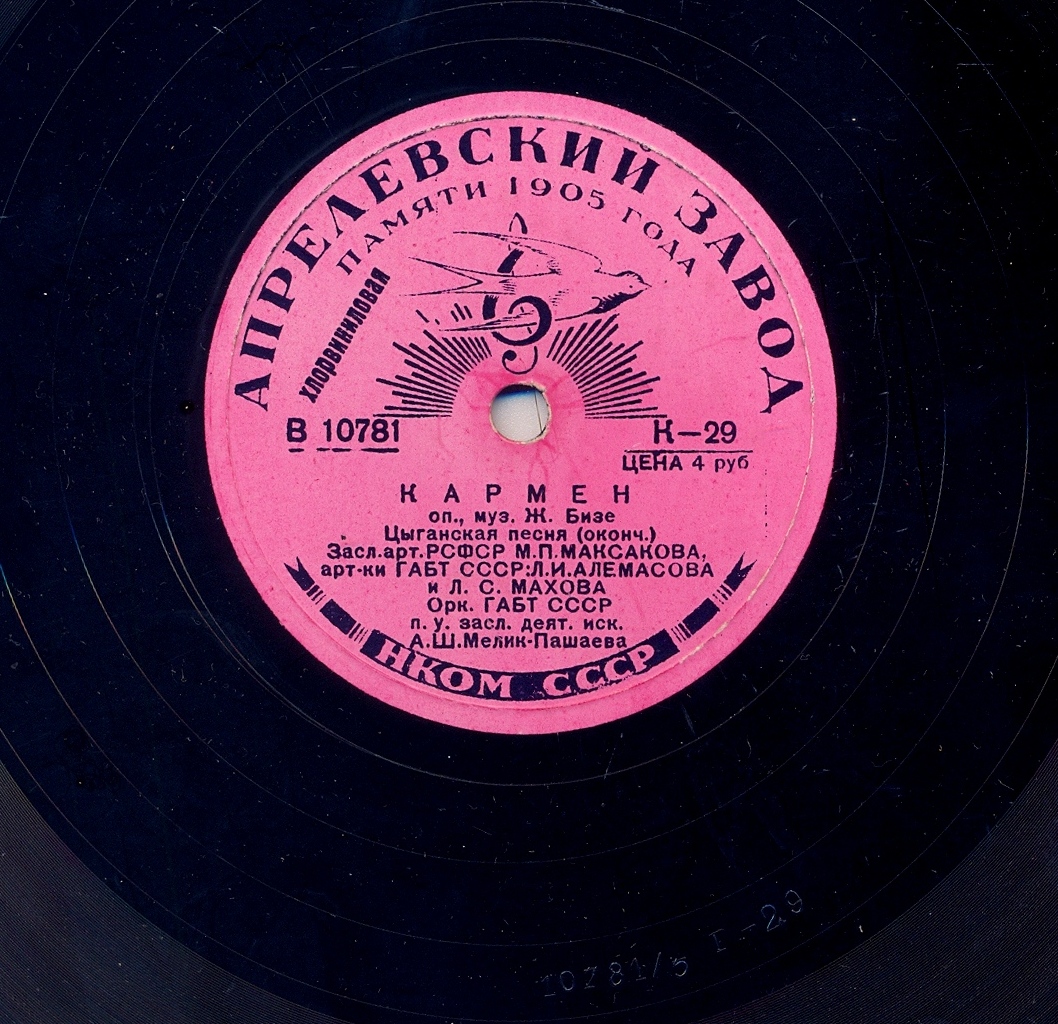 АПРЕЛЕВСКИЙ ЗАВОД
ПАМЯТИ 1905 ГОДА
хлорвиниловая
В 10781
К-29
ЦЕНА 4 руб
КАРМЕН
оп., муз. Ж. Бизе
Цыганская песня (оконч.)
Засл.арт.РСФСР М.П.МАКСАКОВА,
арт-ки ГАБТ СССР:Л.И.АЛЕМАСОВА
и Л. С. МАХОВА
Орк. ГАБТ СССР
п. у. засл. деят. иск.
А.Ш.Мелик-Пашаева
НКОМ СССР
10781/5 Г-29